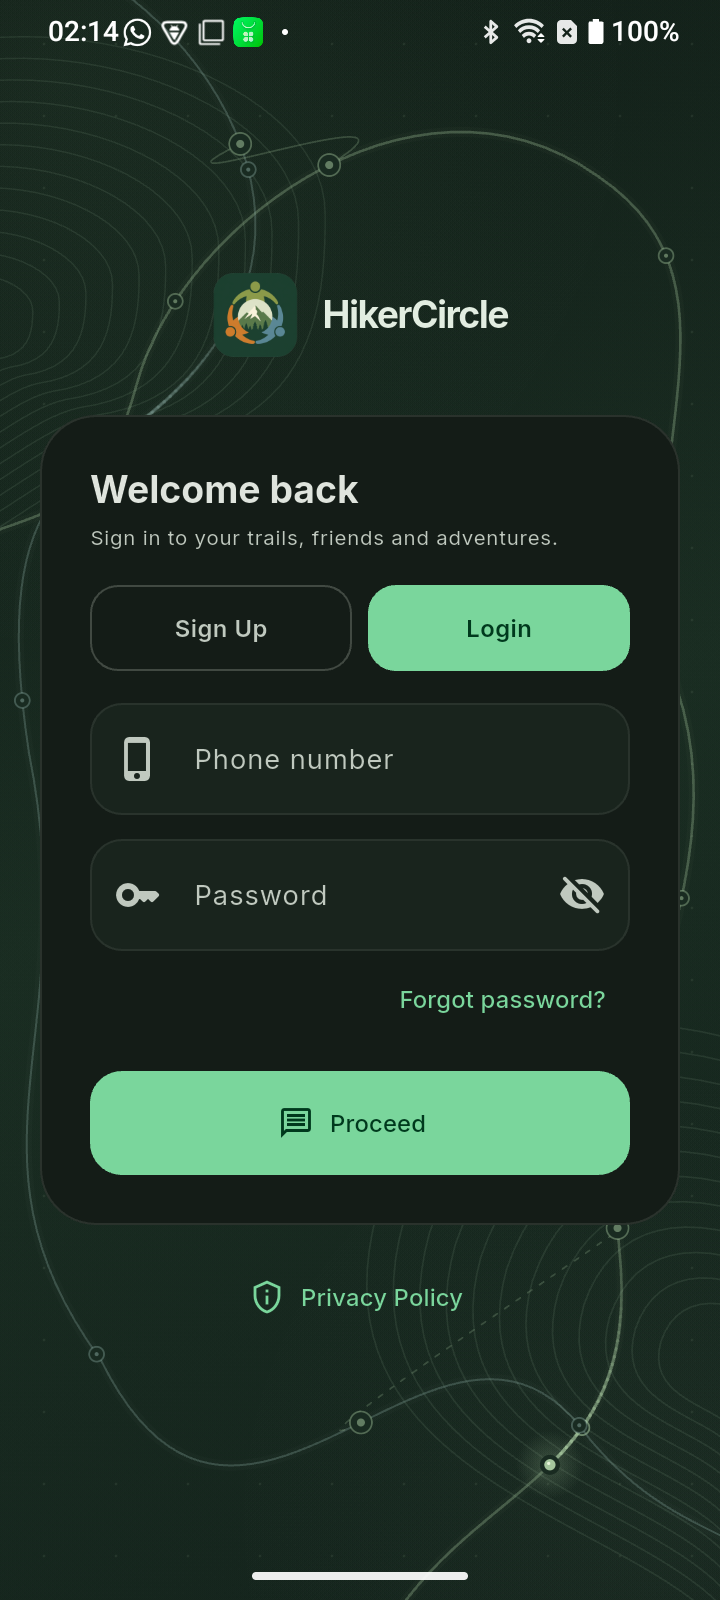 02:14
100%
HikerCircle
Welcome back
Sign in to your trails, friends and adventures.
Sign Up
Login
Phone number
Password
Forgot password?
Proceed
Privacy Policy